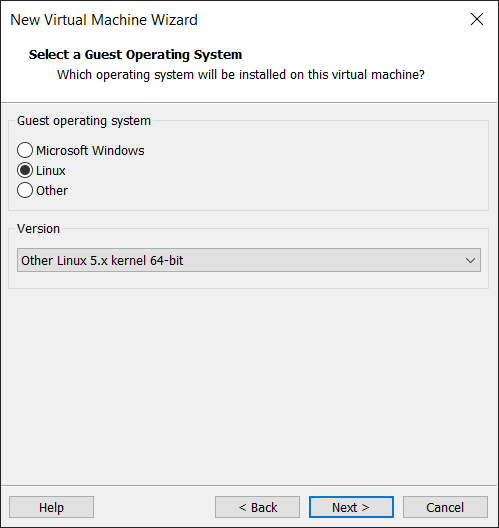 New Virtual Machine Wizard
Select a Guest Operating System
Which operating system will be installed on this virtual machine?
Guest operating system
Microsoft Windows
Linux
Other
Version
Other Linux 5.x kernel 64-bit
Help
< Back
Next >
Cancel